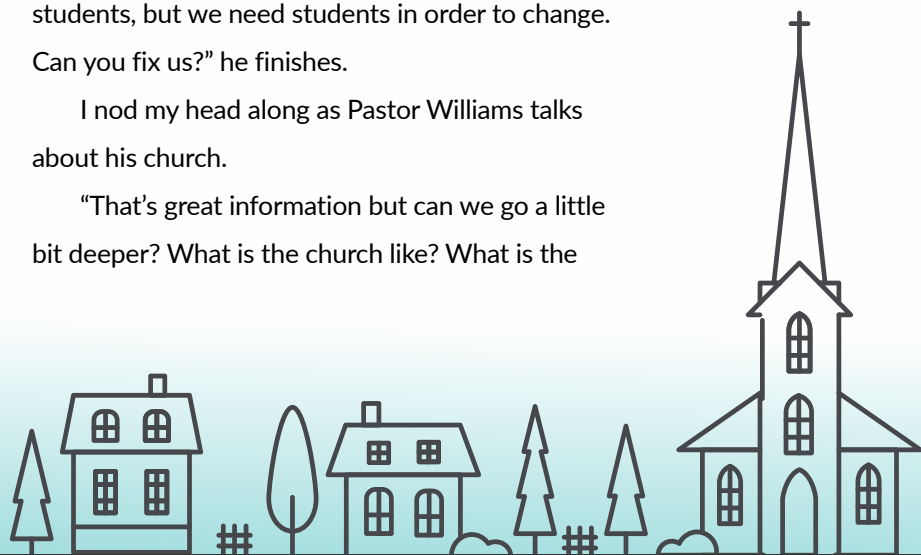 students, but we need students in order to change.
Can you fix us?” he finishes.
I nod my head along as Pastor Williams talks
about his church.
“That’s great information but can we go a little
bit deeper? What is the church like? What is the